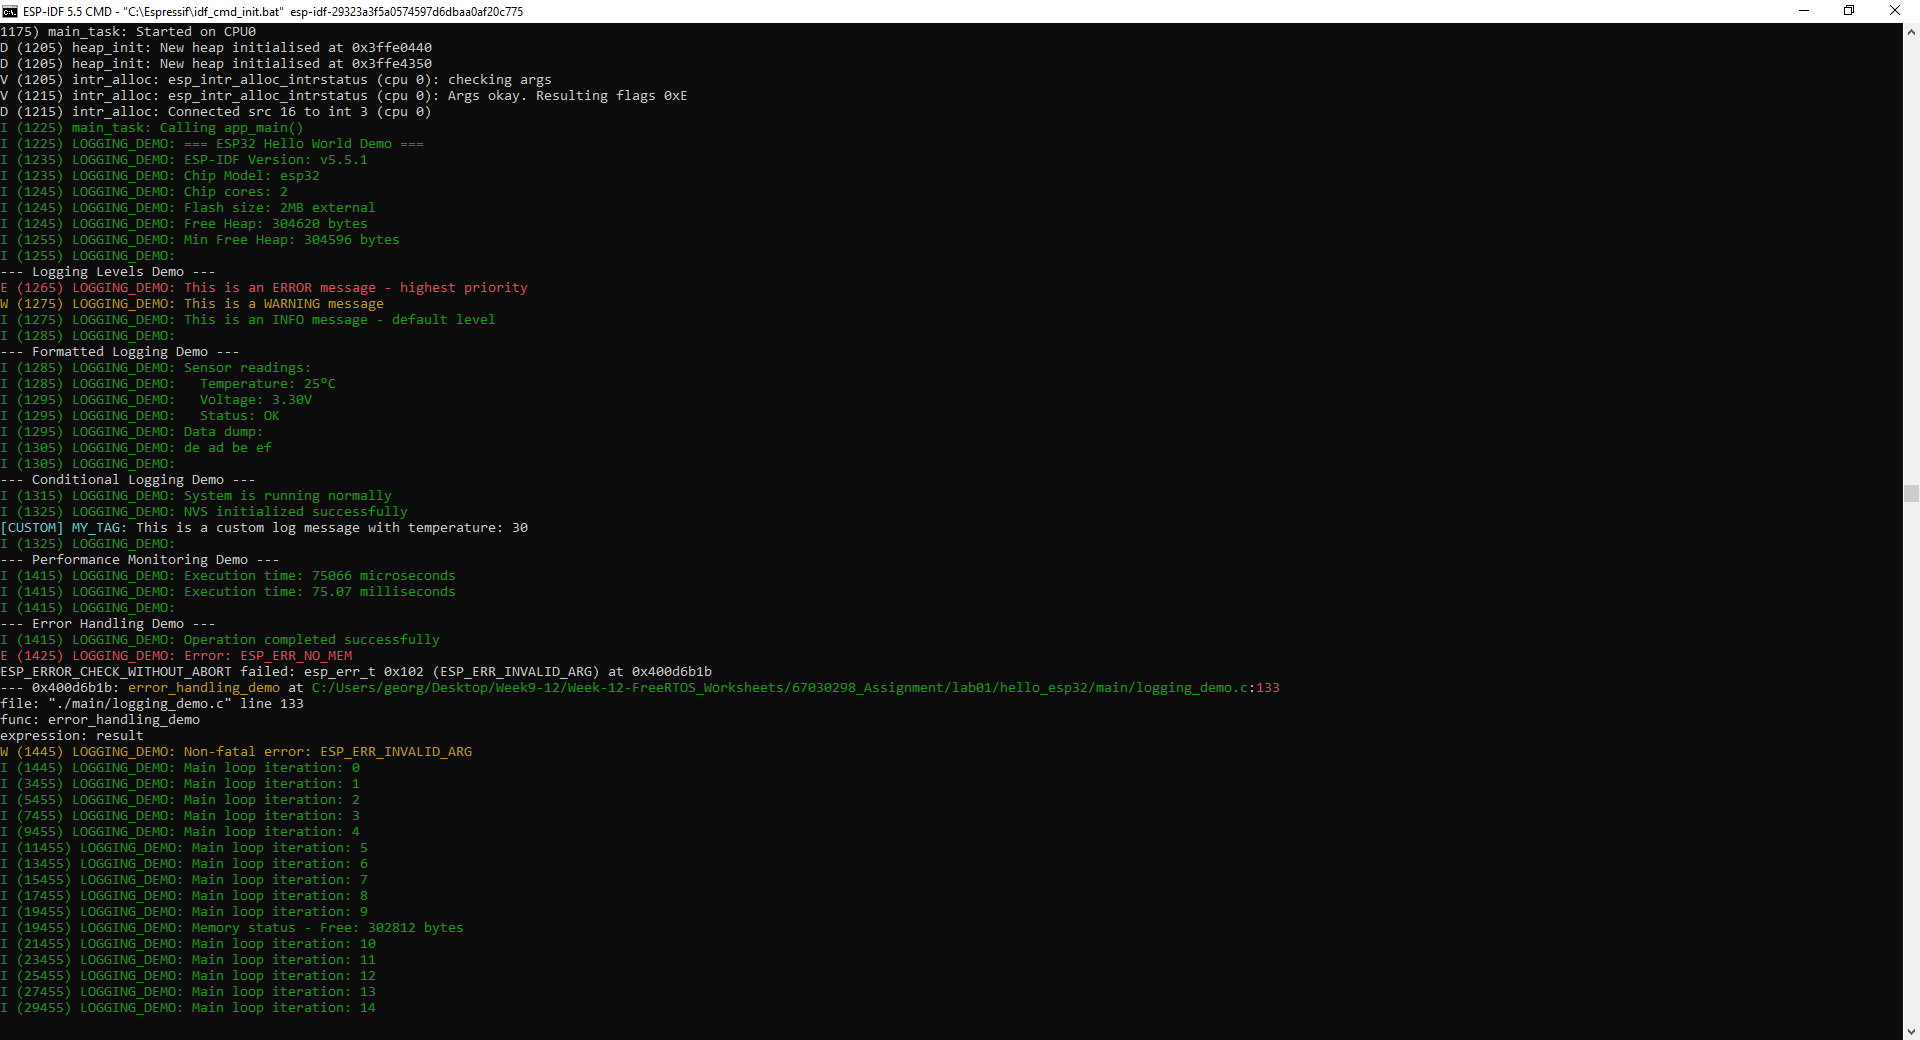 ESP-IDF 5.5 CMD - "C:\Espressif\idf_cmd_init.bat"  esp-idf-29323a3f5a0574597d6dbaa0af20c775
1175) main_task: Started on CPU0
D (1205) heap_init: New heap initialised at 0x3ffe0440
D (1205) heap_init: New heap initialised at 0x3ffe4350
V (1205) intr_alloc: esp_intr_alloc_intrstatus (cpu 0): checking args
V (1215) intr_alloc: esp_intr_alloc_intrstatus (cpu 0): Args okay. Resulting flags 0xE
D (1215) intr_alloc: Connected src 16 to int 3 (cpu 0)
I (1225) main_task: Calling app_main()
I (1225) LOGGING_DEMO: === ESP32 Hello World Demo ===
I (1235) LOGGING_DEMO: ESP-IDF Version: v5.5.1
I (1235) LOGGING_DEMO: Chip Model: esp32
I (1245) LOGGING_DEMO: Chip cores: 2
I (1245) LOGGING_DEMO: Flash size: 2MB external
I (1245) LOGGING_DEMO: Free Heap: 304620 bytes
I (1255) LOGGING_DEMO: Min Free Heap: 304596 bytes
I (1255) LOGGING_DEMO:
--- Logging Levels Demo ---
E (1265) LOGGING_DEMO: This is an ERROR message - highest priority
W (1275) LOGGING_DEMO: This is a WARNING message
I (1275) LOGGING_DEMO: This is an INFO message - default level
I (1285) LOGGING_DEMO:
--- Formatted Logging Demo ---
I (1285) LOGGING_DEMO: Sensor readings:
I (1285) LOGGING_DEMO:   Temperature: 25°C
I (1295) LOGGING_DEMO:   Voltage: 3.30V
I (1295) LOGGING_DEMO:   Status: OK
I (1295) LOGGING_DEMO: Data dump:
I (1305) LOGGING_DEMO: de ad be ef
I (1305) LOGGING_DEMO:
--- Conditional Logging Demo ---
I (1315) LOGGING_DEMO: System is running normally
I (1325) LOGGING_DEMO: NVS initialized successfully
[CUSTOM] MY_TAG: This is a custom log message with temperature: 30
I (1325) LOGGING_DEMO:
--- Performance Monitoring Demo ---
I (1415) LOGGING_DEMO: Execution time: 75066 microseconds
I (1415) LOGGING_DEMO: Execution time: 75.07 milliseconds
I (1415) LOGGING_DEMO:
--- Error Handling Demo ---
I (1415) LOGGING_DEMO: Operation completed successfully
E (1425) LOGGING_DEMO: Error: ESP_ERR_NO_MEM
ESP_ERROR_CHECK_WITHOUT_ABORT failed: esp_err_t 0x102 (ESP_ERR_INVALID_ARG) at 0x400d6b1b
--- 0x400d6b1b: error_handling_demo at C:/Users/georg/Desktop/Week9-12/Week-12-FreeRTOS_Worksheets/67030298_Assignment/lab01/hello_esp32/main/logging_demo.c:133
file: "./main/logging_demo.c" line 133
func: error_handling_demo
expression: result
W (1445) LOGGING_DEMO: Non-fatal error: ESP_ERR_INVALID_ARG
I (1445) LOGGING_DEMO: Main loop iteration: 0
I (3455) LOGGING_DEMO: Main loop iteration: 1
I (5455) LOGGING_DEMO: Main loop iteration: 2
I (7455) LOGGING_DEMO: Main loop iteration: 3
I (9455) LOGGING_DEMO: Main loop iteration: 4
I (11455) LOGGING_DEMO: Main loop iteration: 5
I (13455) LOGGING_DEMO: Main loop iteration: 6
I (15455) LOGGING_DEMO: Main loop iteration: 7
I (17455) LOGGING_DEMO: Main loop iteration: 8
I (19455) LOGGING_DEMO: Main loop iteration: 9
I (19455) LOGGING_DEMO: Memory status - Free: 302812 bytes
I (21455) LOGGING_DEMO: Main loop iteration: 10
I (23455) LOGGING_DEMO: Main loop iteration: 11
I (25455) LOGGING_DEMO: Main loop iteration: 12
I (27455) LOGGING_DEMO: Main loop iteration: 13
I (29455) LOGGING_DEMO: Main loop iteration: 14